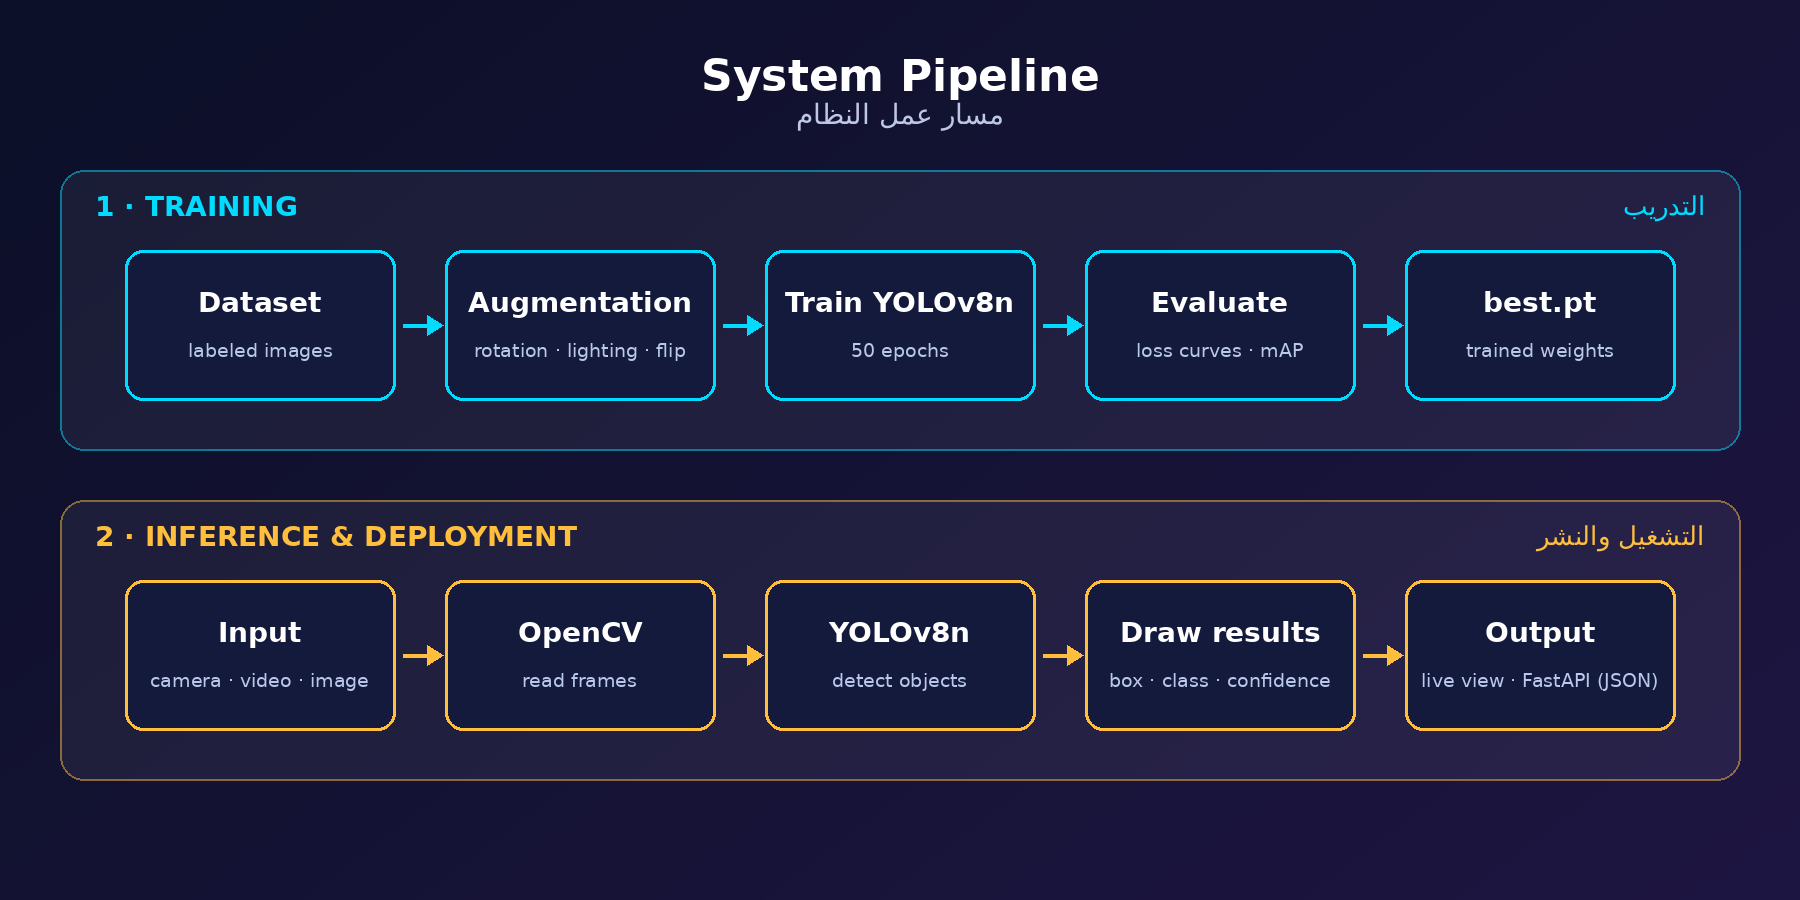 System Pipeline
مسار عمل النظام
1 · TRAINING
التدريب
Dataset
labeled images
Augmentation
rotation · lighting · flip
Train YOLOv8n
50 epochs
Evaluate
loss curves · mAP
best.pt
trained weights
2 · INFERENCE & DEPLOYMENT
التشغيل والنشر
Input
camera · video · image
OpenCV
read frames
YOLOv8n
detect objects
Draw results
box · class · confidence
Output
live view · FastAPI (JSON)